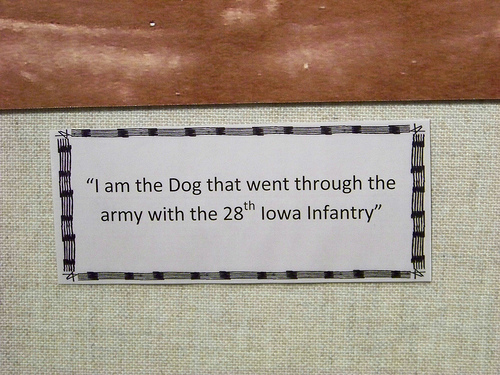 “I am the Dog that went through the
army with the 28th Iowa Infantry”